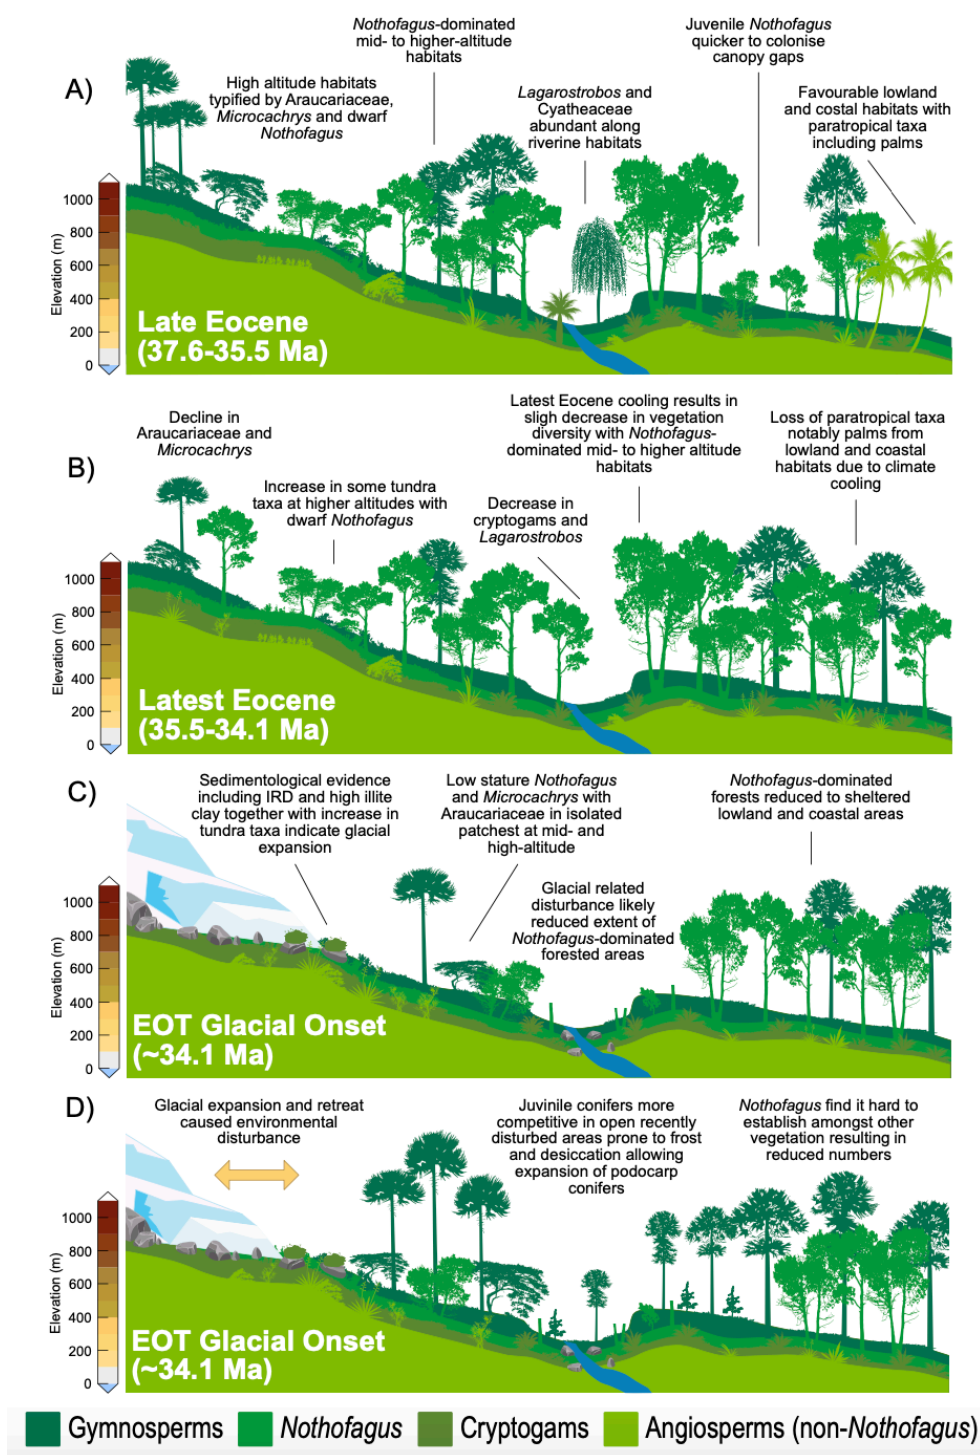 A)
Nothofagus-dominated
mid- to higher-altitude
habitats
Juvenile Nothofagus
quicker to colonise
canopy gaps
High altitude habitats
typified by Araucariaceae,
Microcachrys and dwarf
Nothofagus
Lagarostrobos and
Cyatheaceae
abundant along
riverine habitats
Favourable lowland
and costal habitats with
paratropical taxa
including palms
Elevation (m)
1000
800
600
400
200
0
Late Eocene
(37.6-35.5 Ma)
B)
Decline in
Araucariaceae and
Microcachrys
Increase in some tundra
taxa at higher altitudes with
dwarf Nothofagus
Decrease in
cryptogams and
Lagarostrobos
Latest Eocene cooling results in
sligh decrease in vegetation
diversity with Nothofagus-
dominated mid- to higher altitude
habitats
Loss of paratropical taxa
notably palms from
lowland and coastal
habitats due to climate
cooling
Elevation (m)
1000
800
600
400
200
0
Latest Eocene
(35.5-34.1 Ma)
C)
Sedimentological evidence
including IRD and high illite
clay together with increase in
tundra taxa indicate glacial
expansion
Low stature Nothofagus
and Microcachrys with
Araucariaceae in isolated
patchest at mid- and
high-altitude
Glacial related
disturbance likely
reduced extent of
Nothofagus-dominated
forested areas
Nothofagus-dominated
forests reduced to sheltered
lowland and coastal areas
Elevation (m)
1000
800
600
400
200
0
EOT Glacial Onset
(~34.1 Ma)
D)
Glacial expansion and retreat
caused environmental
disturbance
Juvinile conifers more
competitive in open recently
disturbed areas prone to frost
and desiccation allowing
expansion of podocarp
conifers
Nothofagus find it hard to
establish amongst other
vegetation resulting in
reduced numbers
Elevation (m)
1000
800
600
400
200
0
EOT Glacial Onset
(~34.1 Ma)
Gymnosperms
Nothofagus
Cryptogams
Angiosperms (non-Nothofagus)